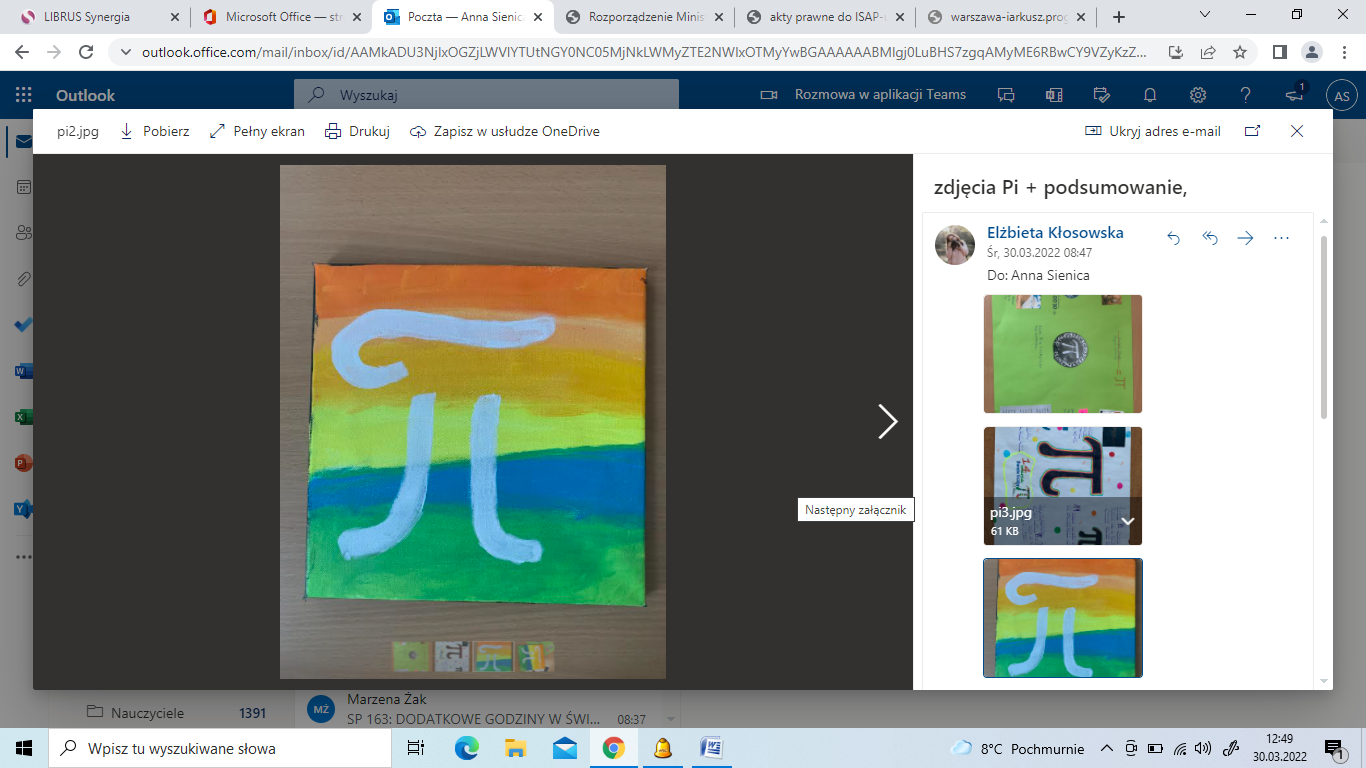 LIBRUS Synergia
Microsoft Office — str
Poczta — Anna Sienic
Rozporządzenie Minis
akty prawne do ISAP-
warszawa-iarkusz.prog
outlook.office.com/mail/inbox/id/
Outlook
Wyszukaj
Rozmowa w aplikacji Teams
1
AS
pi2.jpg
Pobierz
Pełny ekran
Drukuj
Zapisz w usłudze OneDrive
Ukryj adres e-mail
zdjęcia Pi + podsumowanie,
Elżbieta Kłosowska
Śr, 30.03.2022 08:47
Do: Anna Sienica
π
pi3.jpg
61 KB
Następny załącznik
Nauczyciele
1391
MŻ
Marzena Żak
SP 163: DODATKOWE GODZINY W ŚWI...
08:37
Wpisz tu wyszukiwane słowa
8°C Pochmurnie
12:49
30.03.2022
1